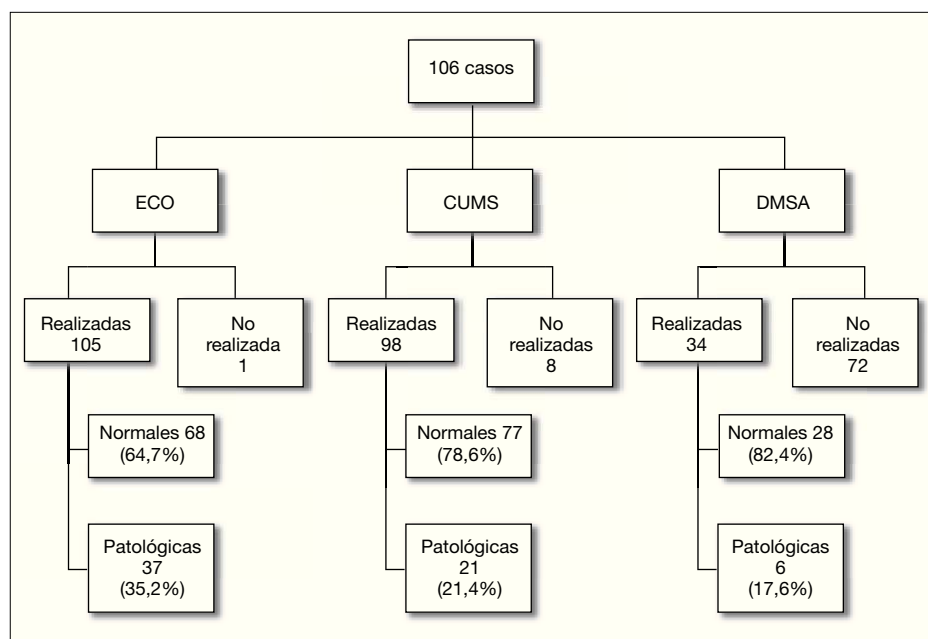 106 casos
ECO
CUMS
DMSA
Realizadas
105
No
realizada
1
Realizadas
98
No
realizadas
8
Realizadas
34
No
realizadas
72
Normales 68
(64,7%)
Normales 77
(78,6%)
Normales 28
(82,4%)
Patológicas
37
(35,2%)
Patológicas
21
(21,4%)
Patológicas
6
(17,6%)